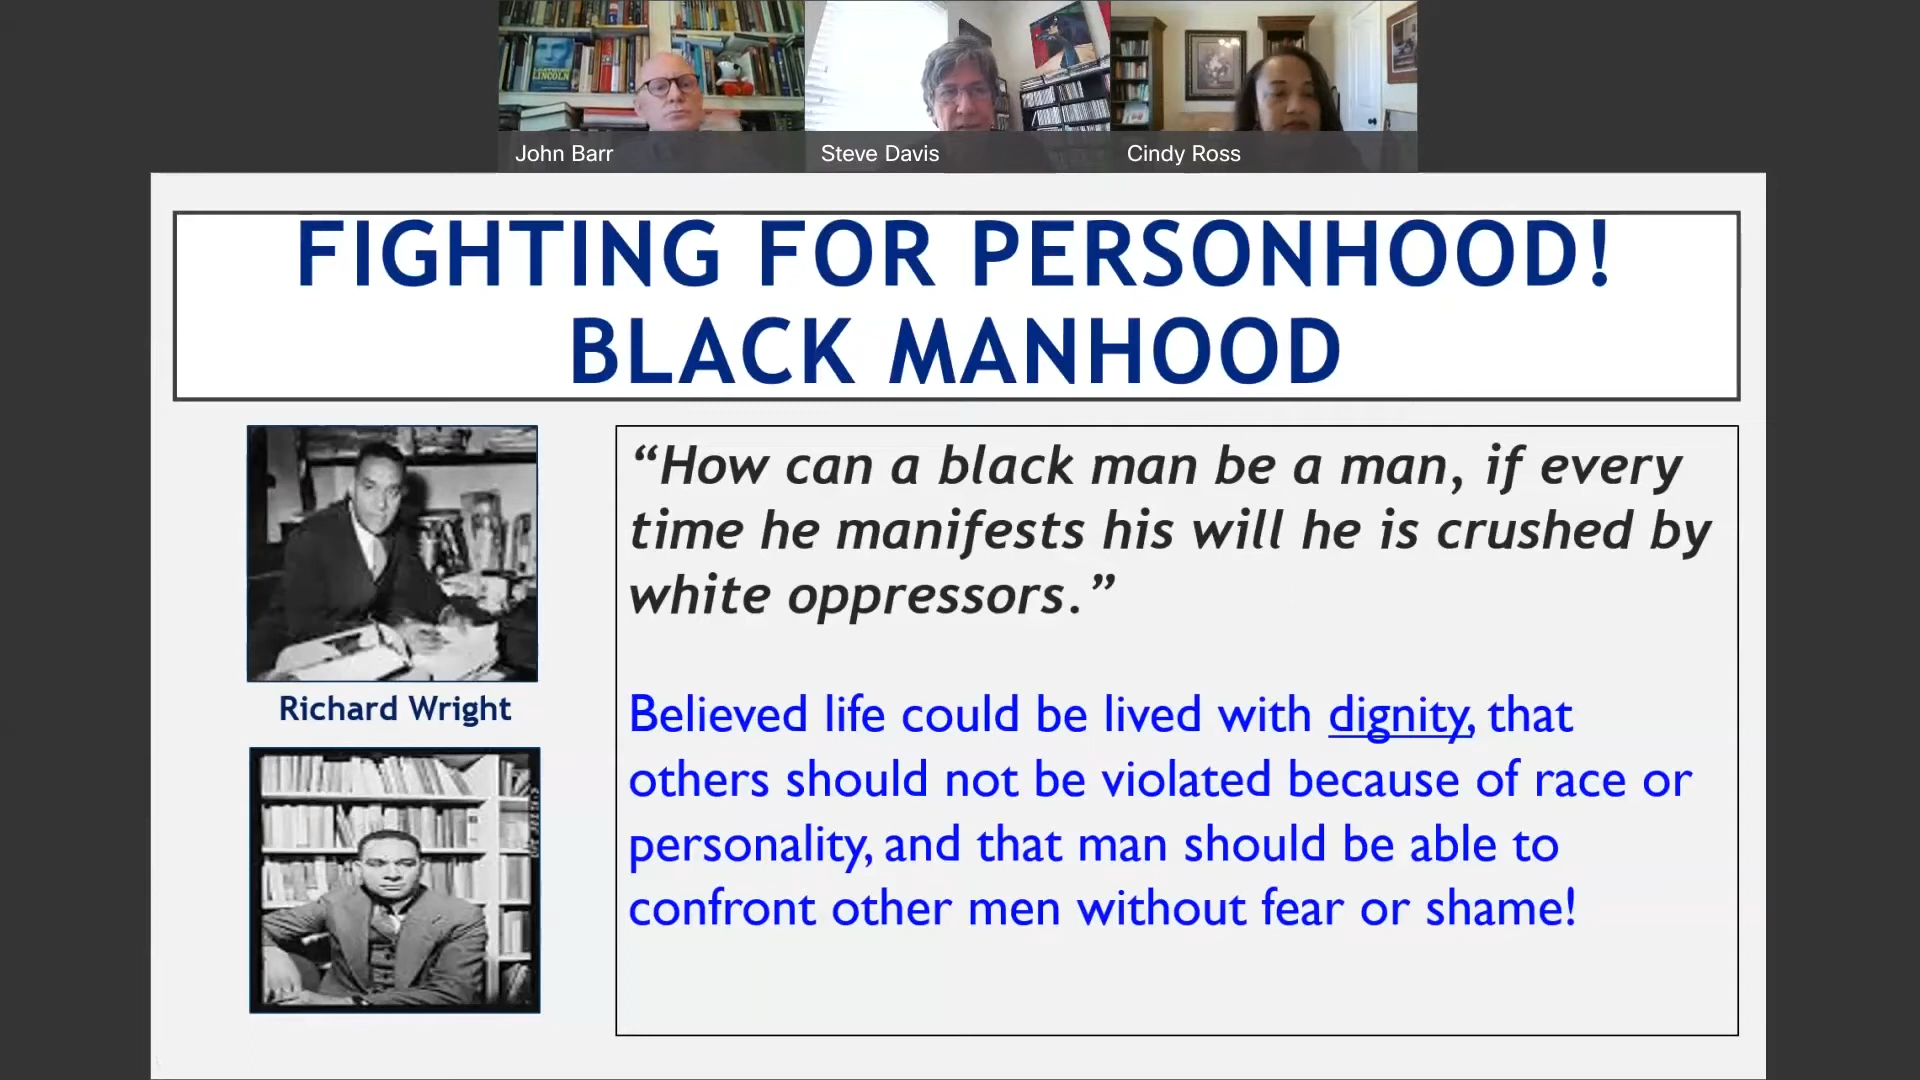 John Barr
Steve Davis
Cindy Ross
LINCOLN
FIGHTING FOR PERSONHOOD!
BLACK MANHOOD
Richard Wright
“How can a black man be a man, if every
time he manifests his will he is crushed by
white oppressors.”
Believed life could be lived with dignity, that
others should not be violated because of race or
personality, and that man should be able to
confront other men without fear or shame!